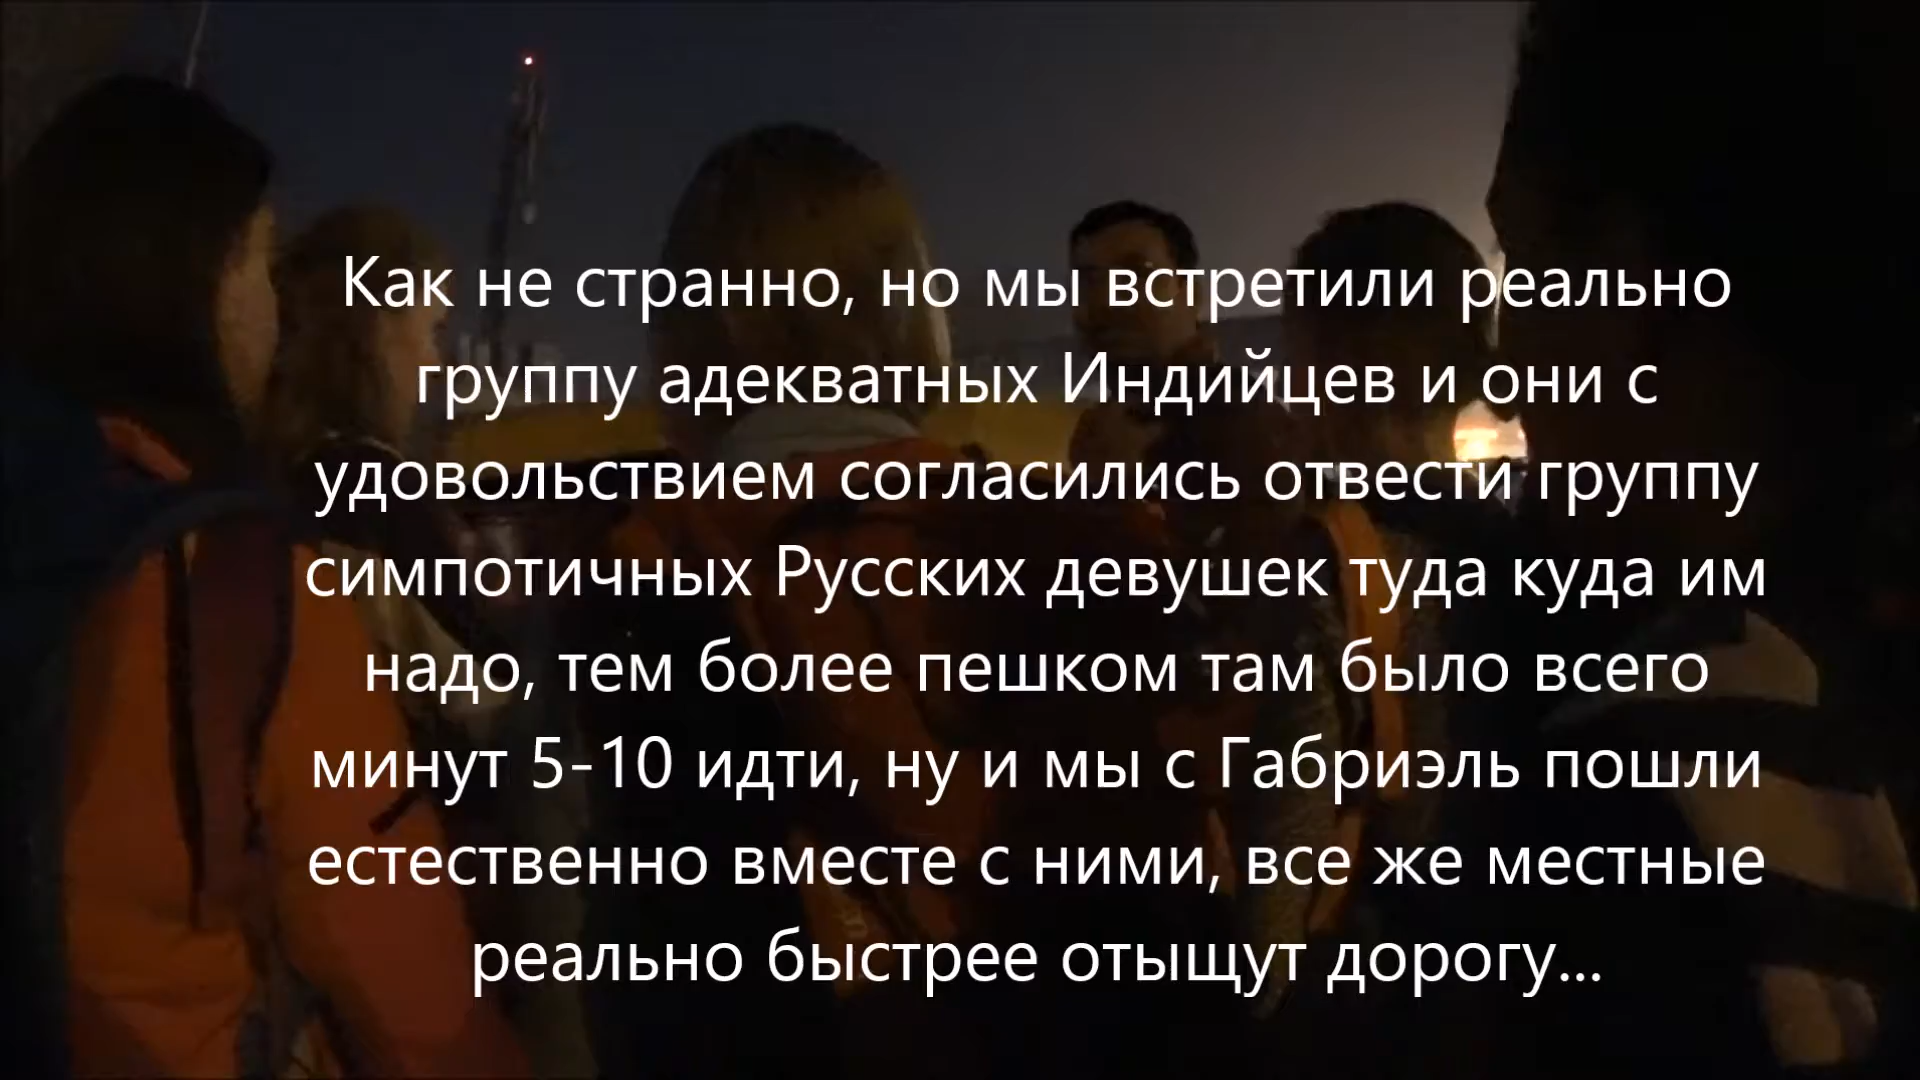 Как не странно, но мы встретили реально
группу адекватных Индийцев и они с
удовольствием согласились отвести группу
симпотичных Русских девушек туда куда им
надо, тем более пешком там было всего
минут 5-10 идти, ну и мы с Габриэль пошли
естественно вместе с ними, все же местные
реально быстрее отыщут дорогу...